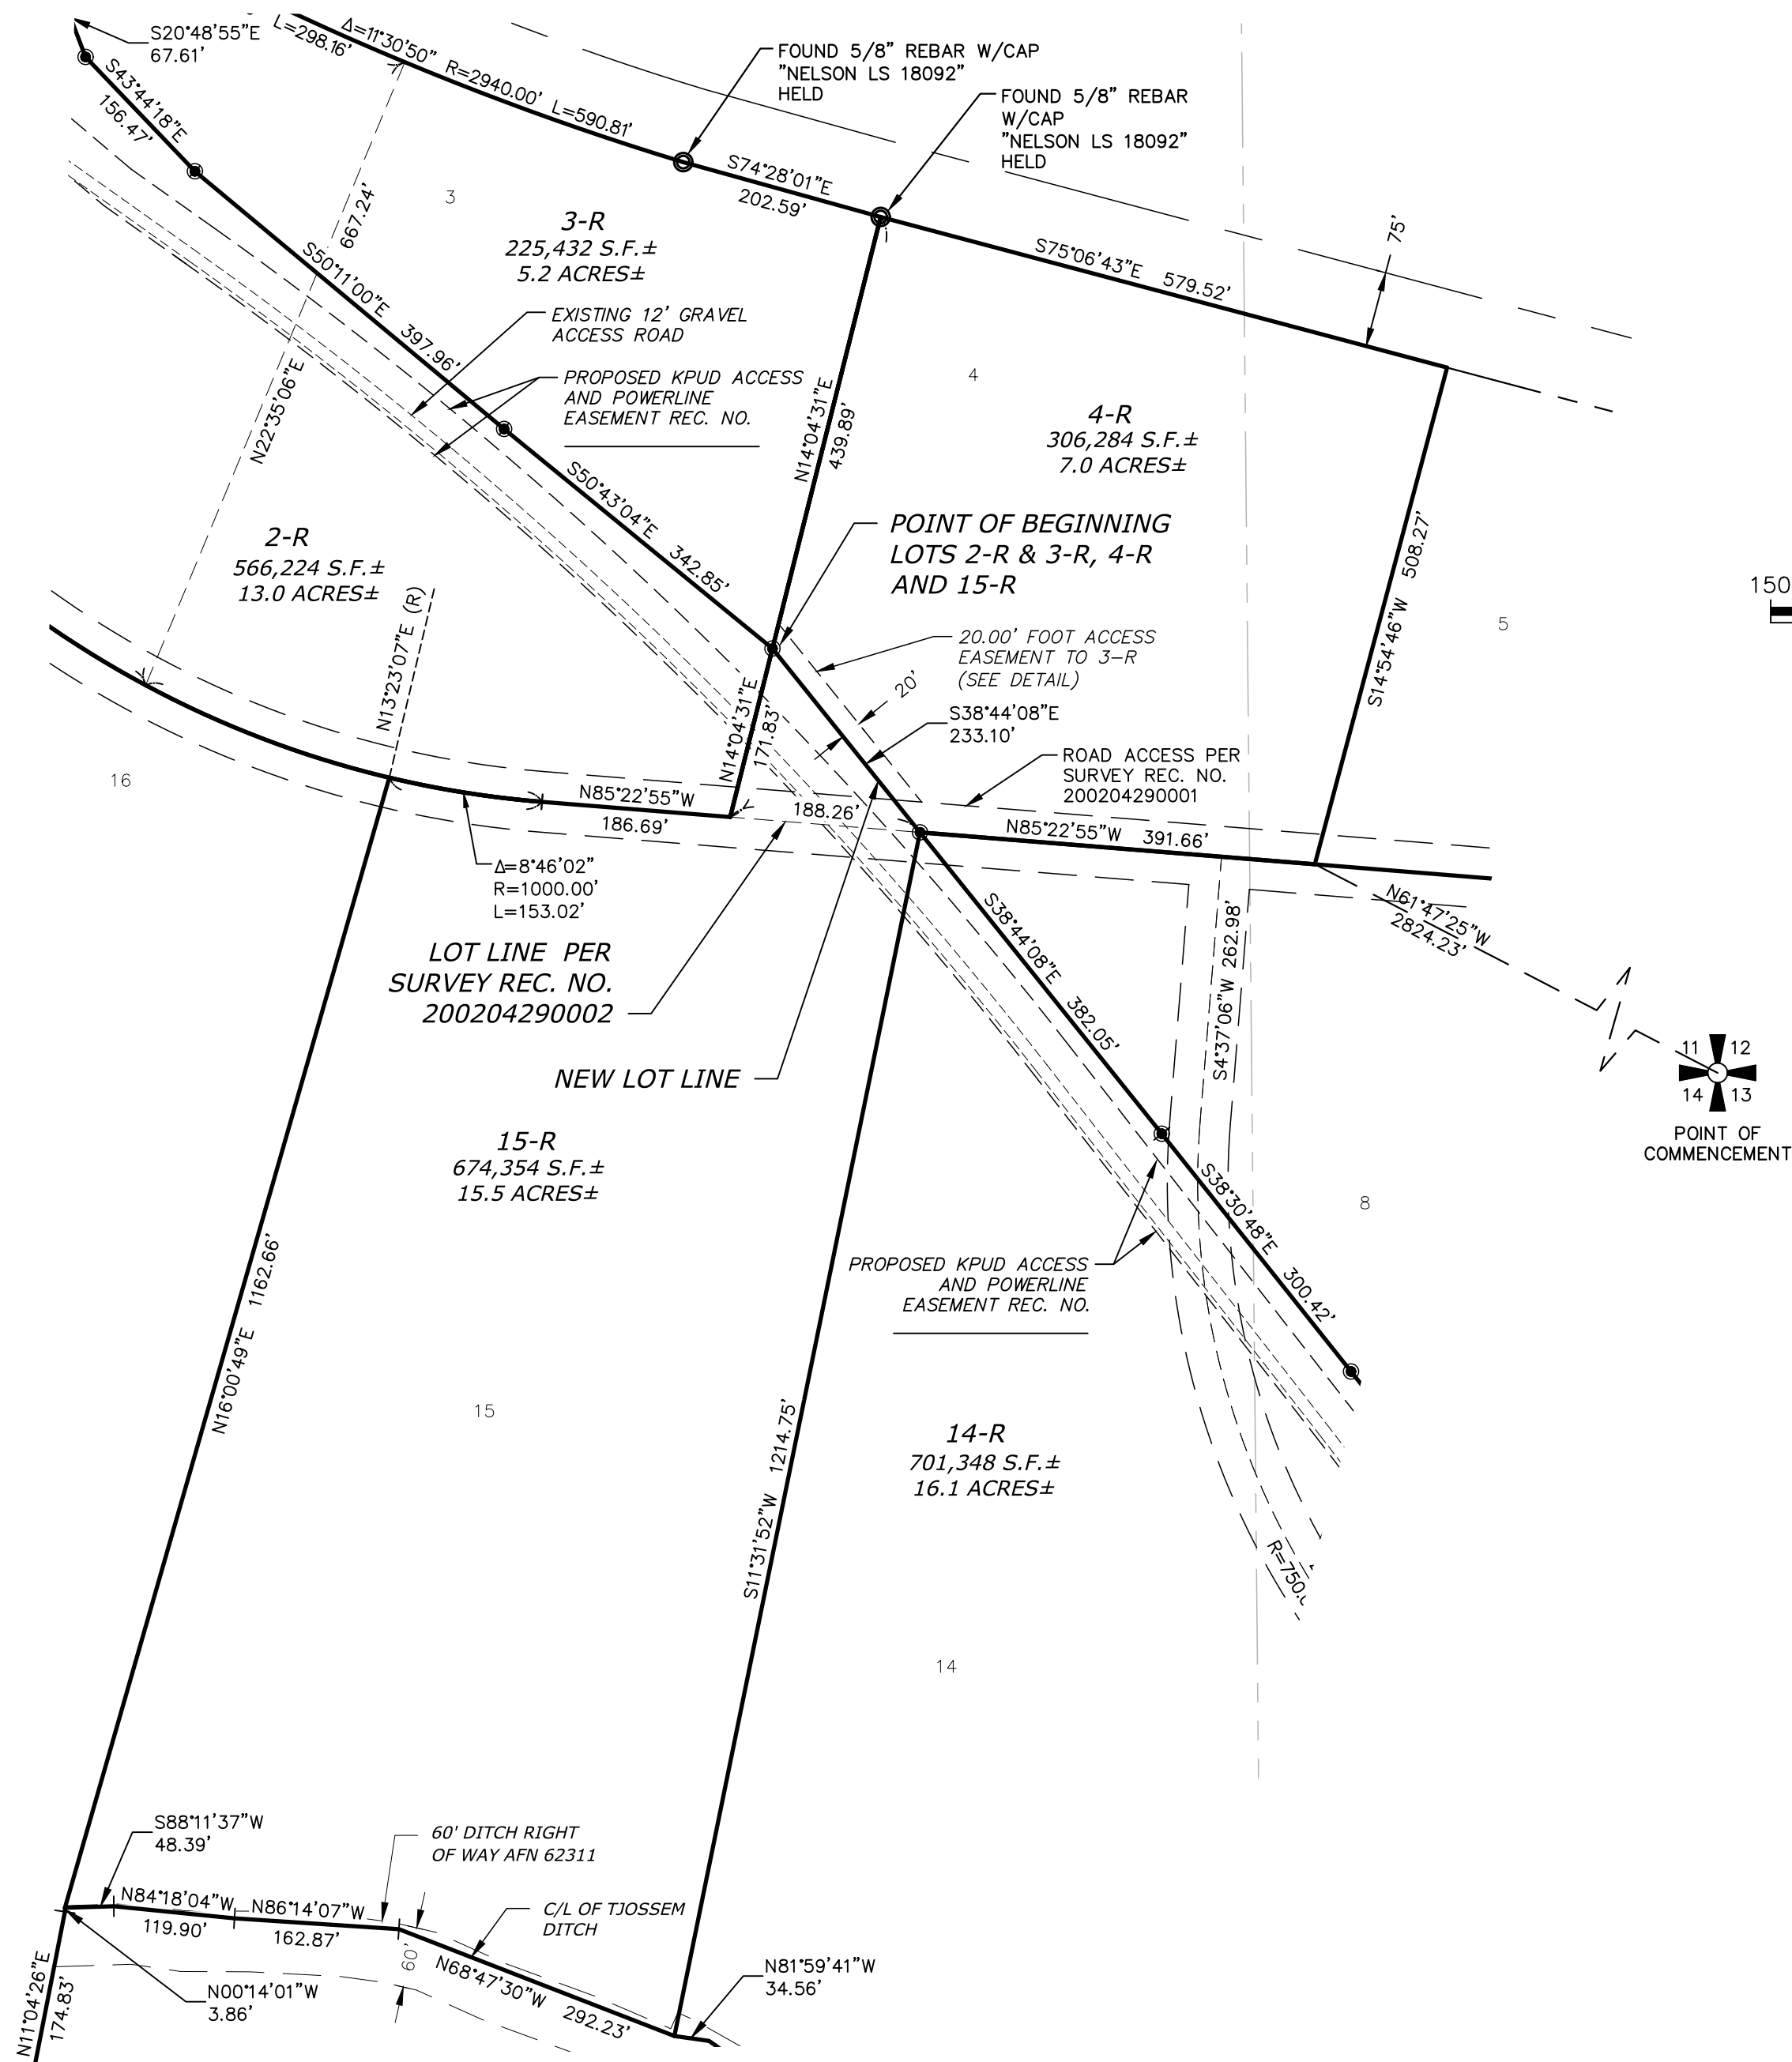 S20°48'55"E
67.61'
S43°44'18"E
156.47'
L=298.16'
Δ=11°30'50" R=2940.00' L=590.81'
FOUND 5/8" REBAR W/CAP
"NELSON LS 18092"
HELD
FOUND 5/8" REBAR
W/CAP
"NELSON LS 18092"
HELD
S74°28'01"E
202.59'
S75°06'43"E 579.52'
75'
667.24'
N22°35'06"E
3
3-R
225,432 S.F.±
5.2 ACRES±
S50°11'00"E 397.96'
EXISTING 12' GRAVEL
ACCESS ROAD
PROPOSED KPUD ACCESS
AND POWERLINE
EASEMENT REC. NO.
N14°04'31"E
439.89'
4
4-R
306,284 S.F.±
7.0 ACRES±
S50°43'04"E 342.85'
2-R
566,224 S.F.±
13.0 ACRES±
POINT OF BEGINNING
LOTS 2-R & 3-R, 4-R
AND 15-R
S14°54'46"W 508.27'
5
150
N13°23'07"E (R)
20.00' FOOT ACCESS
EASEMENT TO 3-R
(SEE DETAIL)
20'
S38°44'08"E
233.10'
N14°04'31"E
171.83'
ROAD ACCESS PER
SURVEY REC. NO.
200204290001
16
N85°22'55"W
186.69'
188.26'
N85°22'55"W 391.66'
Δ=8°46'02"
R=1000.00'
L=153.02'
N61°47'25"W
2824.23'
LOT LINE PER
SURVEY REC. NO.
200204290002
S38°44'08"E 382.05'
S4°37'06"W 262.98'
NEW LOT LINE
11 12
14 13
POINT OF
COMMENCEMENT
15-R
674,354 S.F.±
15.5 ACRES±
S38°30'48"E 300.42'
8
PROPOSED KPUD ACCESS
AND POWERLINE
EASEMENT REC. NO.
N16°00'49"E 1162.66'
15
S11°31'52"W 1214.75'
14-R
701,348 S.F.±
16.1 ACRES±
R=750.
14
S88°11'37"W
48.39'
60' DITCH RIGHT
OF WAY AFN 62311
N84°18'04"W
119.90'
N86°14'07"W
162.87'
C/L OF TJOSSEM
DITCH
60'
N68°47'30"W 292.23'
N81°59'41"W
34.56'
N00°14'01"W
3.86'
N11°04'26"E
174.83'